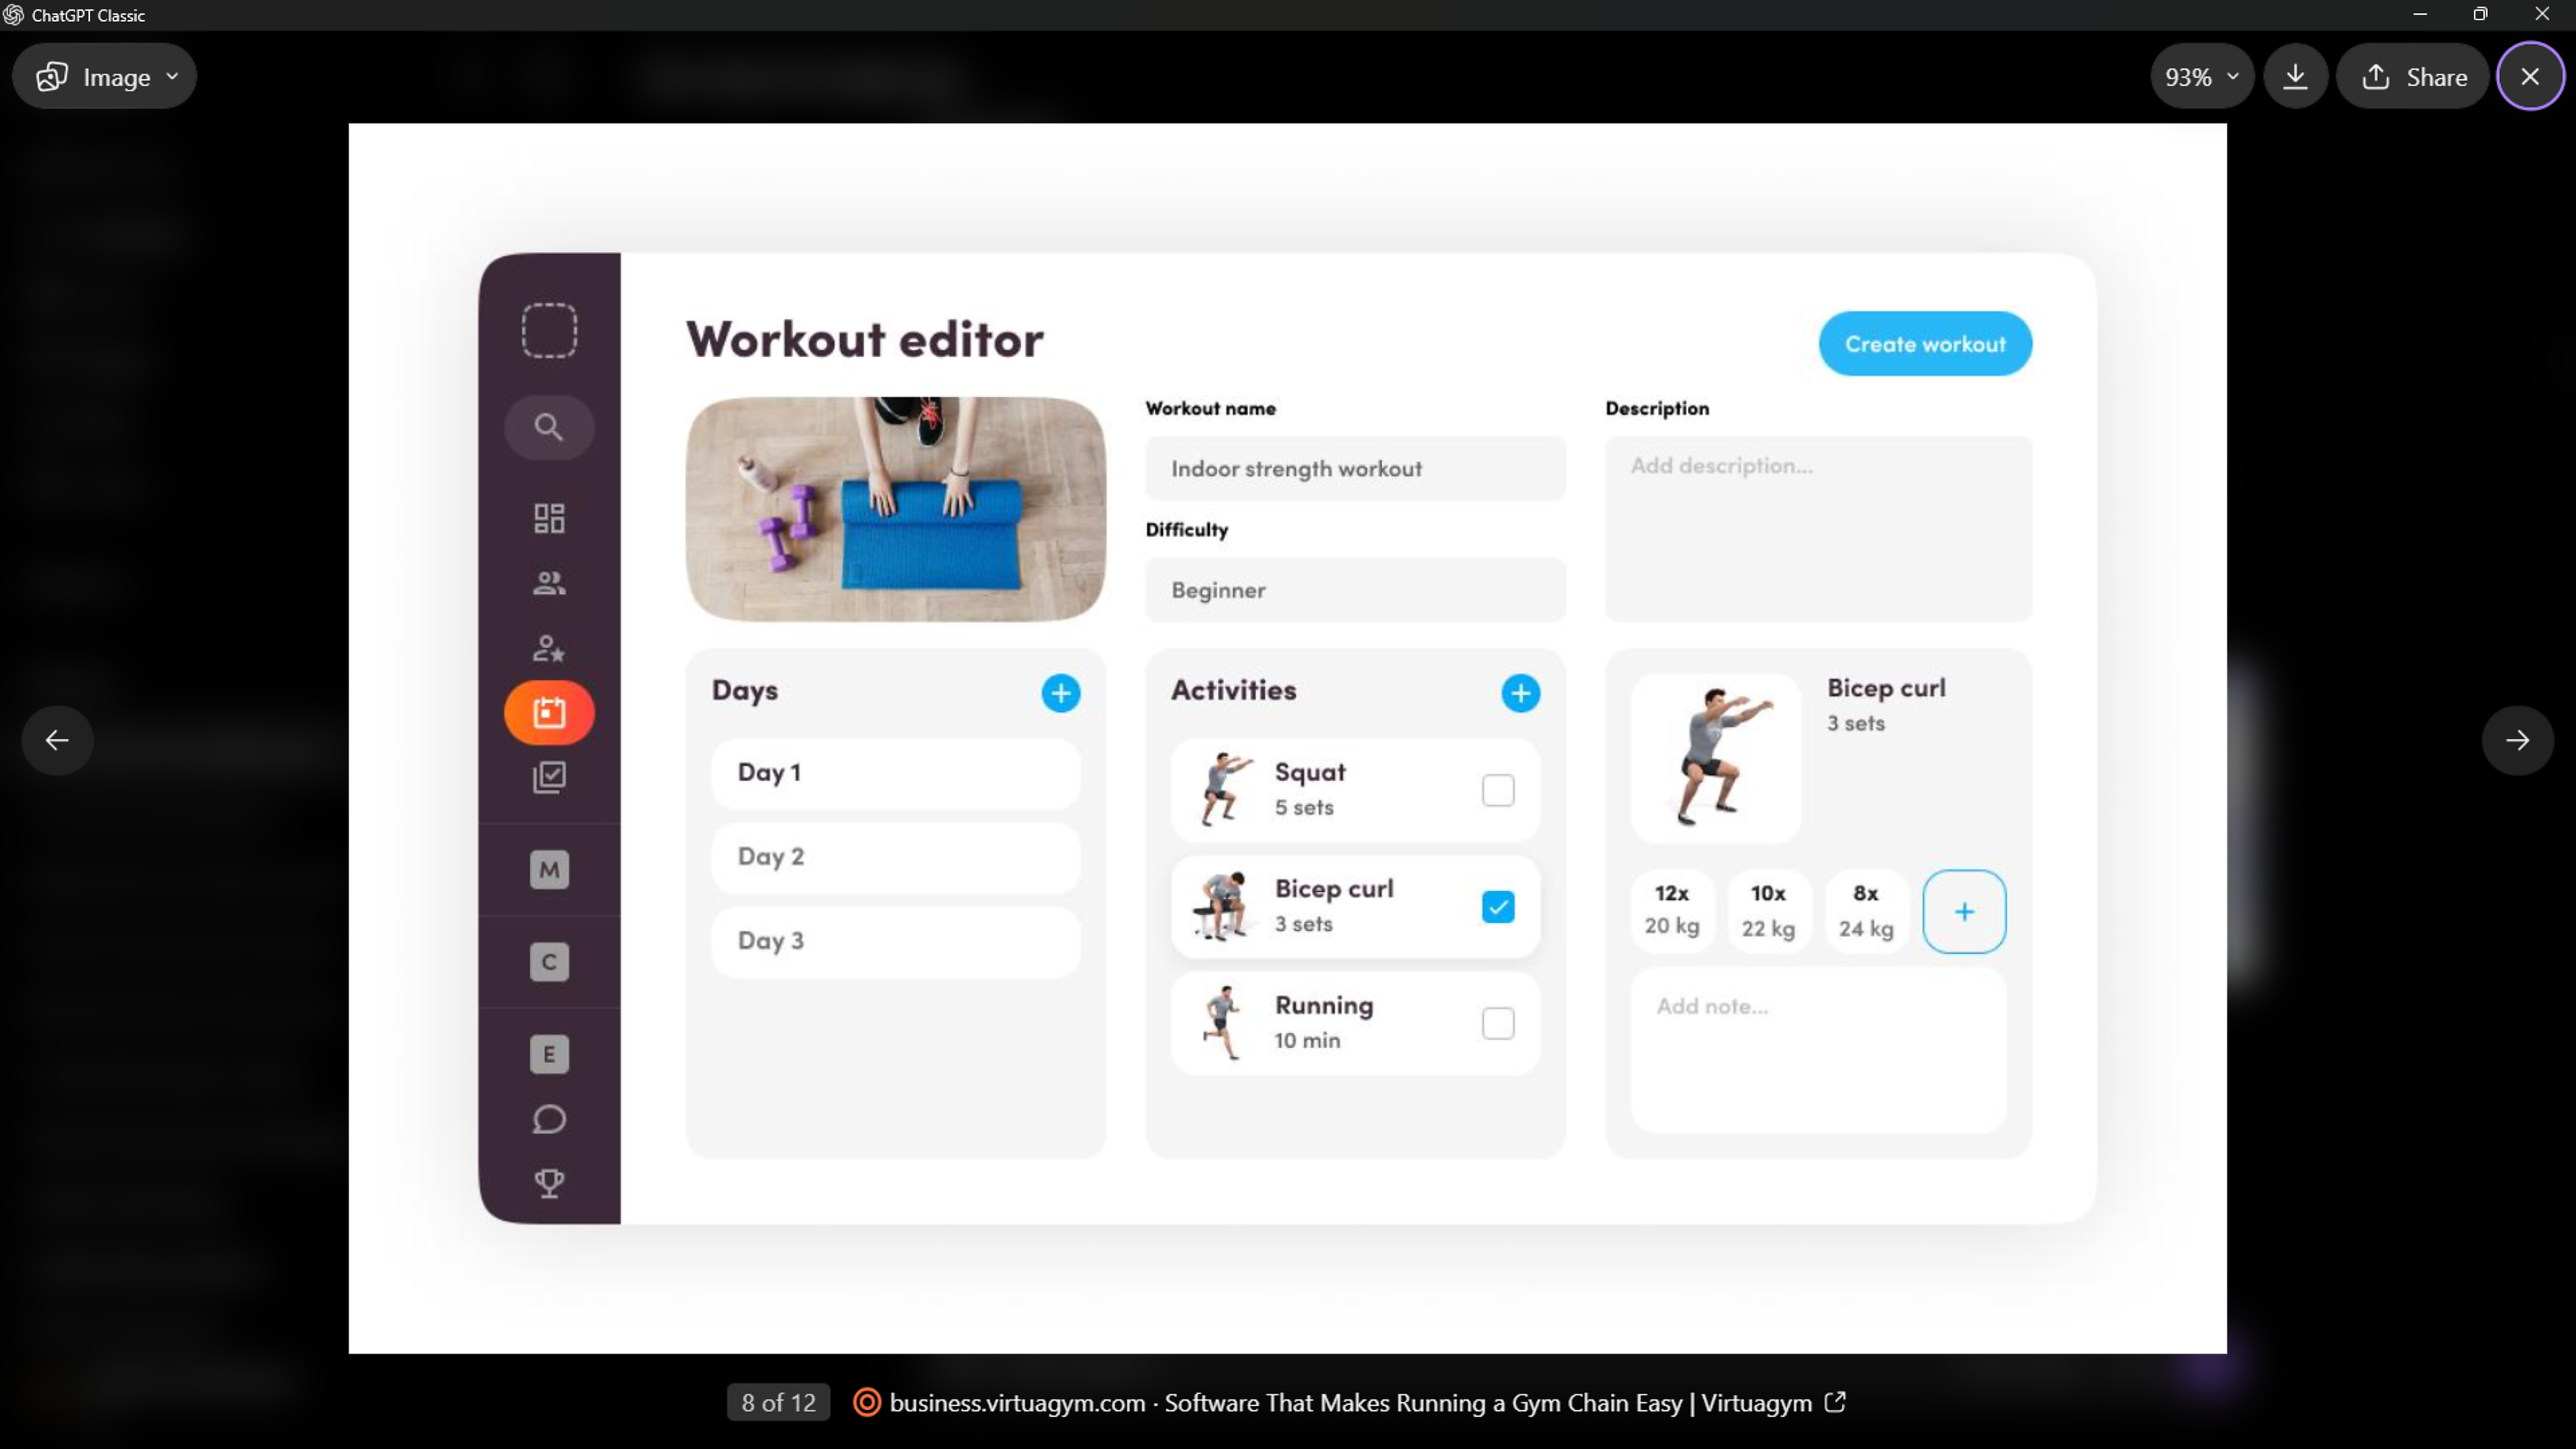 ChatGPT Classic
Image
93%
Share
Workout editor
Create workout
Workout name
Indoor strength workout
Difficulty
Beginner
Description
Add description...
Days
Day 1
Day 2
Day 3
Activities
Squat
5 sets
Bicep curl
3 sets
Running
10 min
Bicep curl
3 sets
12x
20 kg
10x
22 kg
8x
24 kg
Add note...
M
C
E
8 of 12
business.virtuagym.com · Software That Makes Running a Gym Chain Easy | Virtuagym